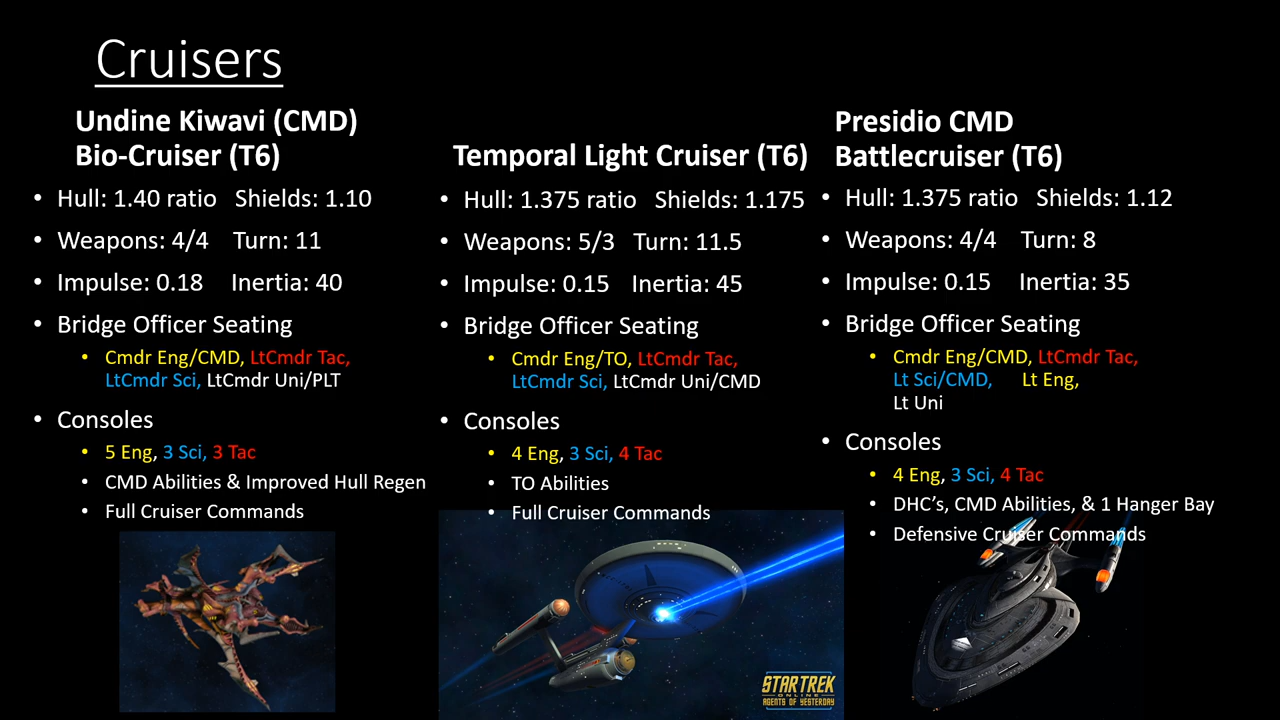 Cruisers
Undine Kiwavi (CMD)
Bio-Cruiser (T6)
• Hull: 1.40 ratio Shields: 1.10
• Weapons: 4/4 Turn: 11
• Impulse: 0.18 Inertia: 40
• Bridge Officer Seating
• Cmdr Eng/CMD, LtCmdr Tac,
LtCmdr Sci, LtCmdr Uni/PLT
• Consoles
• 5 Eng, 3 Sci, 3 Tac
• CMD Abilities & Improved Hull Regen
• Full Cruiser Commands
Temporal Light Cruiser (T6)
• Hull: 1.375 ratio Shields: 1.175
• Weapons: 5/3 Turn: 11.5
• Impulse: 0.15 Inertia: 45
• Bridge Officer Seating
• Cmdr Eng/TO, LtCmdr Tac,
LtCmdr Sci, LtCmdr Uni/CMD
• Consoles
• 4 Eng, 3 Sci, 4 Tac
• TO Abilities
• Full Cruiser Commands
STAR TREK
ONLINE
AGENTS OF YESTERDAY
Presidio CMD
Battlecruiser (T6)
• Hull: 1.375 ratio Shields: 1.12
• Weapons: 4/4 Turn: 8
• Impulse: 0.15 Inertia: 35
• Bridge Officer Seating
• Cmdr Eng/CMD, LtCmdr Tac,
Lt Sci/CMD, Lt Eng,
Lt Uni
• Consoles
• 4 Eng, 3 Sci, 4 Tac
• DHC’s, CMD Abilities, & 1 Hanger Bay
• Defensive Cruiser Commands